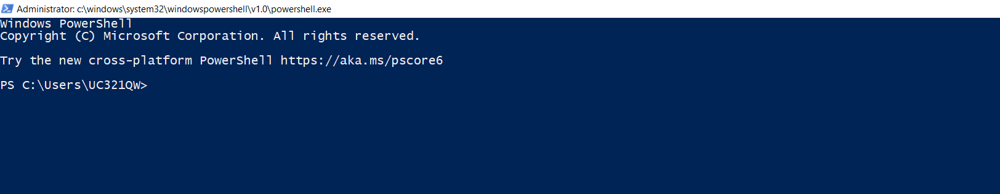 Administrator: c:\windows\system32\windowspowershell\v1.0\powershell.exe
Windows PowerShell
Copyright (C) Microsoft Corporation. All rights reserved.
Try the new cross-platform PowerShell https://aka.ms/pscore6
PS C:\Users\UC321QW>